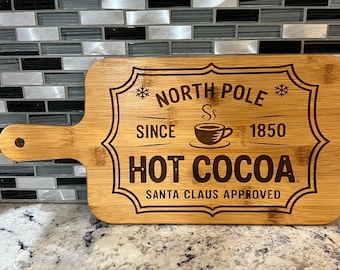 NORTH POLE
SINCE 1850
HOT COCOA
SANTA CLAUS APPROVED